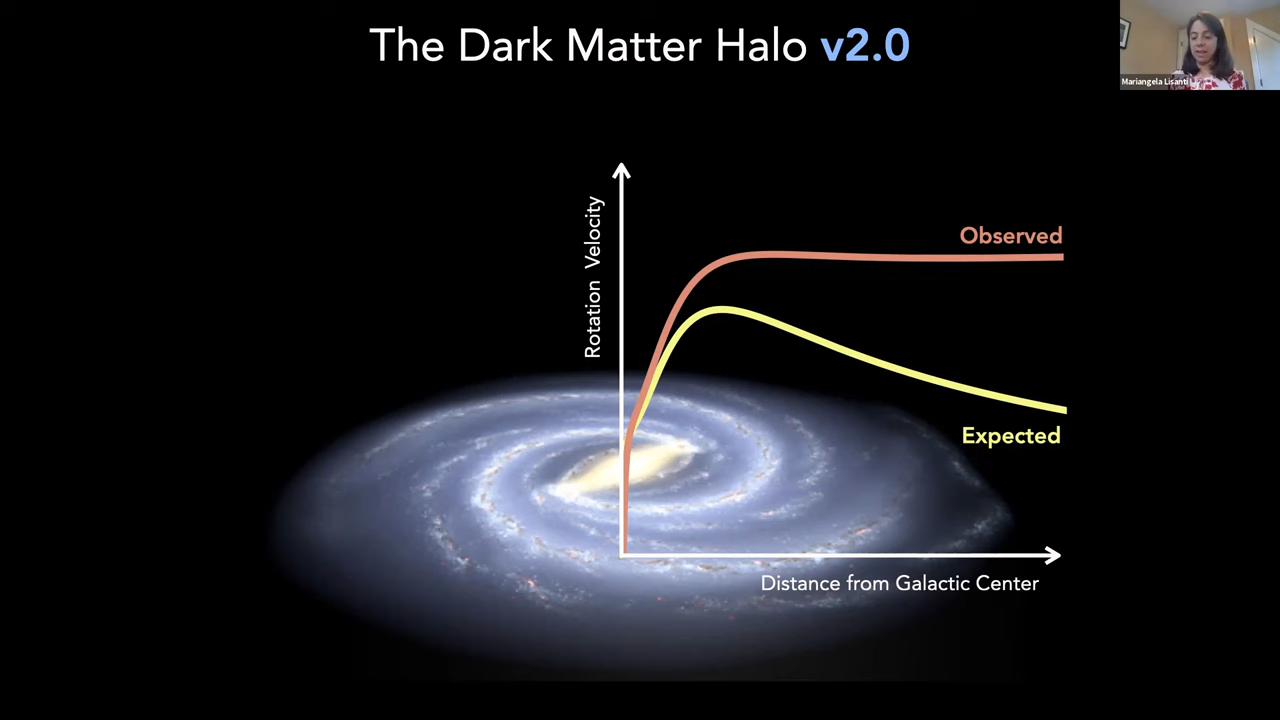 The Dark Matter Halo v2.0
Mariangela Lisanti
Rotation Velocity
Observed
Expected
Distance from Galactic Center